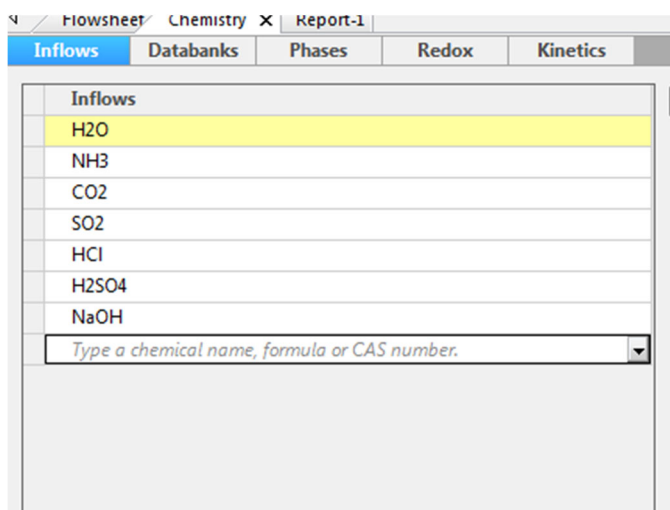 Flowsheet Chemistry X Report-1
Inflows Databanks Phases Redox Kinetics
Inflows
H2O
NH3
CO2
SO2
HCl
H2SO4
NaOH
Type a chemical name, formula or CAS number.